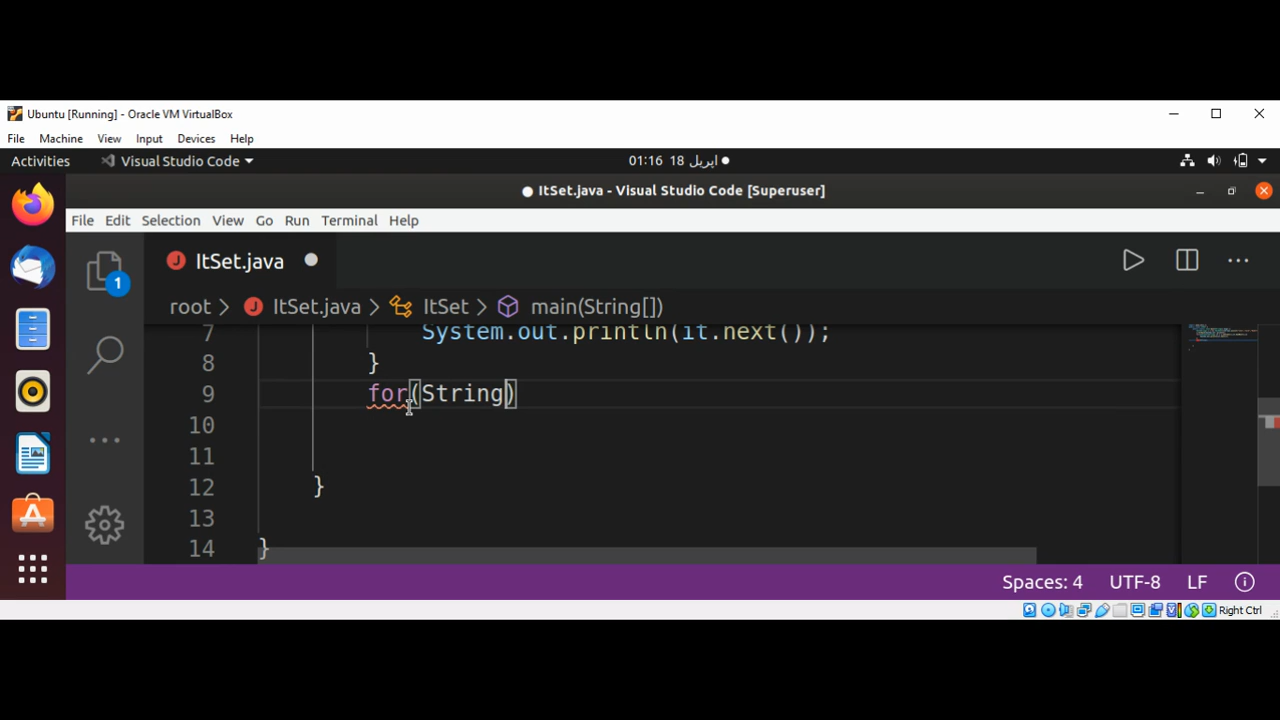 Ubuntu [Running] - Oracle VM VirtualBox
File Machine View Input Devices Help
Activities Visual Studio Code 01:16 18 اپریل
ItSet.java - Visual Studio Code [Superuser]
File Edit Selection View Go Run Terminal Help
1
J ItSet.java
root > J ItSet.java > ItSet > main(String[])
7 System.out.println(it.next());
8 }
9 for(String)
10
11
12 }
13
14 }
Spaces: 4 UTF-8 LF
Right Ctrl